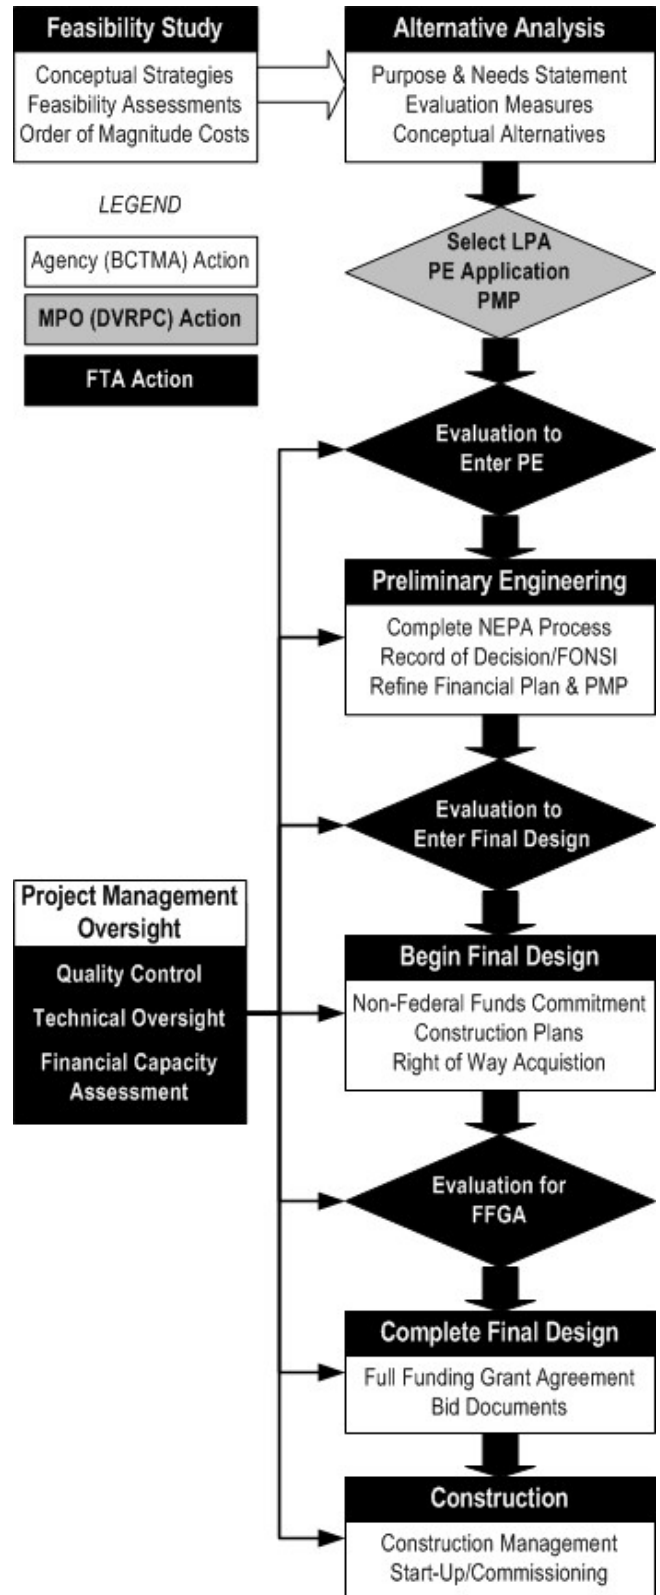 Feasibility Study
Conceptual Strategies
Feasibility Assessments
Order of Magnitude Costs
Alternative Analysis
Purpose & Needs Statement
Evaluation Measures
Conceptual Alternatives
LEGEND
Agency (BCTMA) Action
MPO (DVRPC) Action
FTA Action
Select LPA
PE Application
PMP
Evaluation to
Enter PE
Preliminary Engineering
Complete NEPA Process
Record of Decision/FONSI
Refine Financial Plan & PMP
Evaluation to
Enter Final Design
Project Management
Oversight
Quality Control
Technical Oversight
Financial Capacity
Assessment
Begin Final Design
Non-Federal Funds Commitment
Construction Plans
Right of Way Acquistion
Evaluation for
FFGA
Complete Final Design
Full Funding Grant Agreement
Bid Documents
Construction
Construction Management
Start-Up/Commissioning